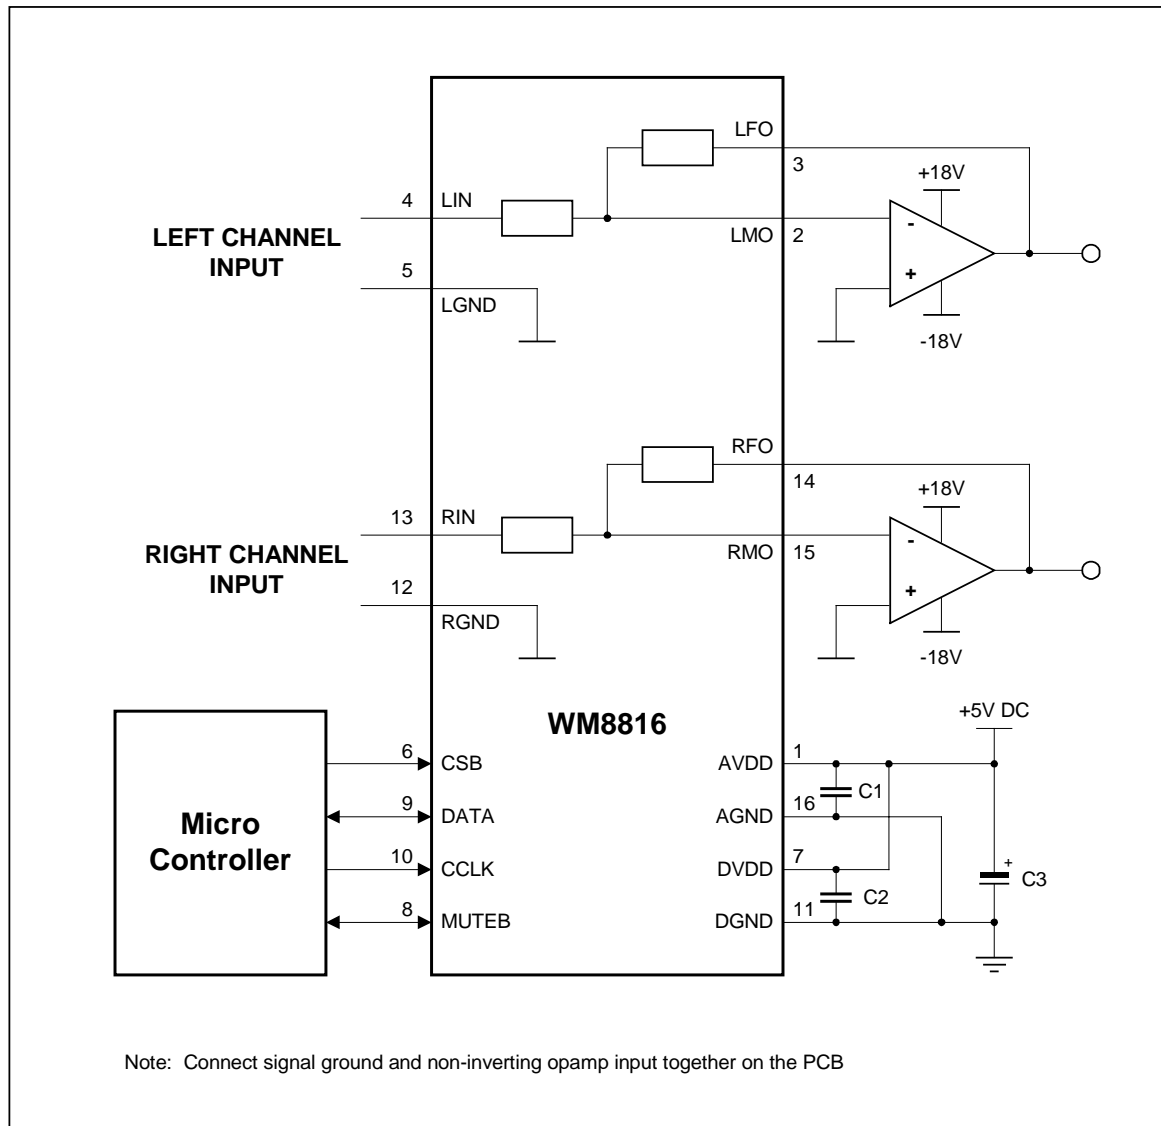 LFO
3
+18V
4 LIN
LEFT CHANNEL
INPUT
LMO 2
-
+
5
LGND
-18V
RFO
14
+18V
13 RIN
RIGHT CHANNEL
INPUT
RMO 15
-
+
12
RGND
-18V
WM8816
+5V DC
6 CSB
AVDD 1
C1
Micro
Controller
9 DATA
AGND 16
10 CCLK
DVDD 7
+
C3
C2
8 MUTEB
DGND 11
Note: Connect signal ground and non-inverting opamp input together on the PCB